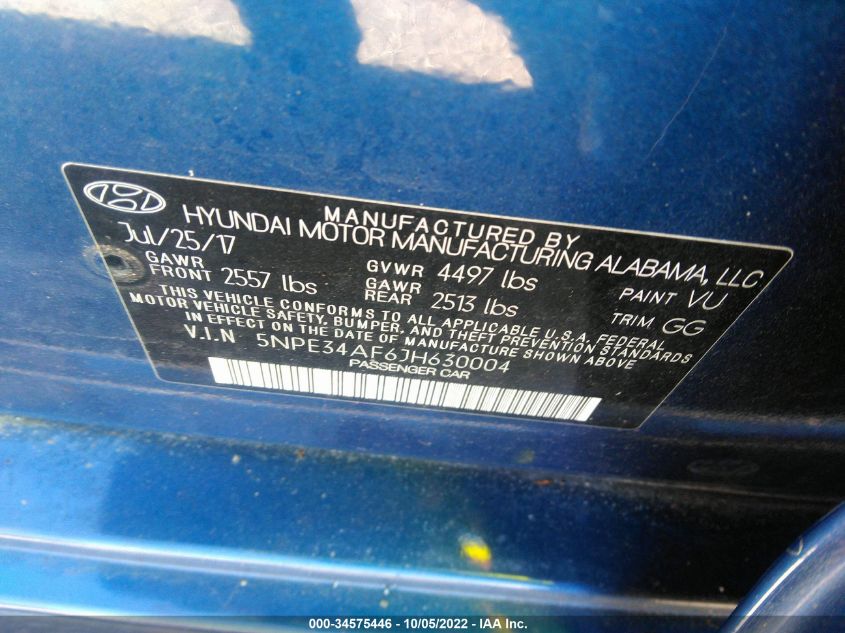 MANUFACTURED BY
HYUNDAI MOTOR MANUFACTURING ALABAMA, LLC
Jul/25/17
GAWR FRONT 2557 lbs GVWR 4497 lbs PAINT VU
GAWR REAR 2513 lbs TRIM GG
THIS VEHICLE CONFORMS TO ALL APPLICABLE U.S.A. FEDERAL
MOTOR VEHICLE SAFETY, BUMPER, AND THEFT PREVENTION STANDARDS
IN EFFECT ON THE DATE OF MANUFACTURE SHOWN ABOVE
V.I.N 5NPE34AF6JH630004
PASSENGER CAR
000-34575446 - 10/05/2022 - IAA Inc.